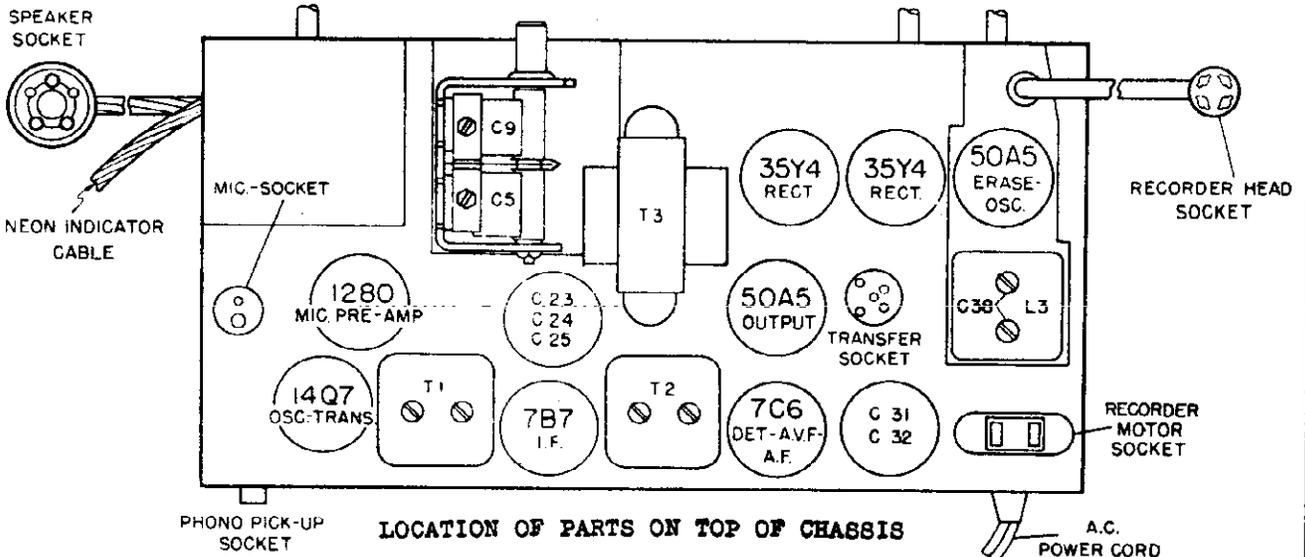 SPEAKER
SOCKET
NEON INDICATOR
CABLE
MIC.-SOCKET
C9
C5
T3
35Y4
RECT
35Y4
RECT.
50A5
ERASE-
OSC.
RECORDER HEAD
SOCKET
1280
MIC. PRE-AMP
C 23
C 24
C 25
50A5
OUTPUT
TRANSFER
SOCKET
C38 L3
14Q7
OSC-TRANS.
T1
7B7
I.F.
T2
7C6
DET-A.V.F-
A.F.
C 31
C 32
RECORDER
MOTOR
SOCKET
PHONO PICK-UP
SOCKET
LOCATION OF PARTS ON TOP OF CHASSIS
A.C.
POWER CORD